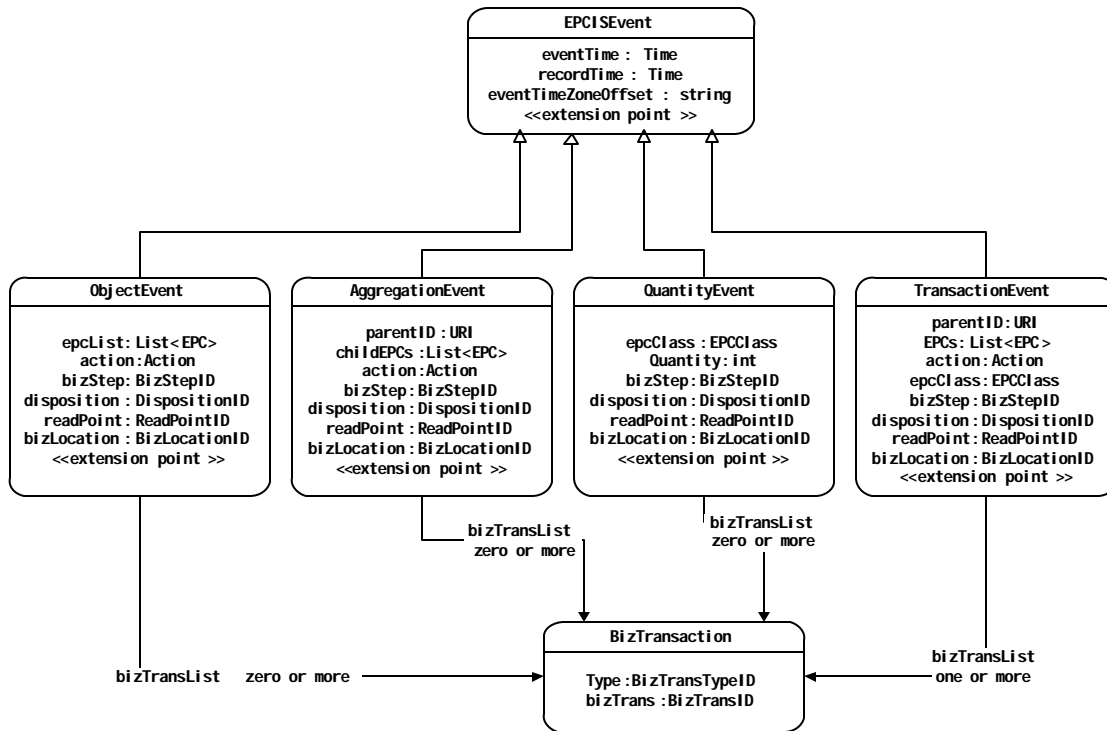 EPCISEvent
eventTime : Time
recordTime : Time
eventTimeZoneOffset : string
<<extension point >>
ObjectEvent
epcList:List<EPC>
action:Action
bizStep:BizStepID
disposition:DispositionID
readPoint:ReadPointID
bizLocation:BizLocationID
<<extension point >>
AggregationEvent
parentID:URI
childEPCs:List<EPC>
action:Action
bizStep:BizStepID
disposition:DispositionID
readPoint:ReadPointID
bizLocation:BizLocationID
<<extension point >>
QuantityEvent
epcClass:EPCClass
Quantity:int
bizStep:BizStepID
disposition:DispositionID
readPoint:ReadPointID
bizLocation:BizLocationID
<<extension point >>
TransactionEvent
parentID:URI
EPCs:List<EPC>
action:Action
epcClass:EPCClass
bizStep:BizStepID
disposition:DispositionID
readPoint:ReadPointID
bizLocation:BizLocationID
<<extension point >>
bizTransList
zero or more
bizTransList
zero or more
BizTransaction
Type:BizTransTypeID
bizTrans:BizTransID
bizTransList zero or more
bizTransList
one or more